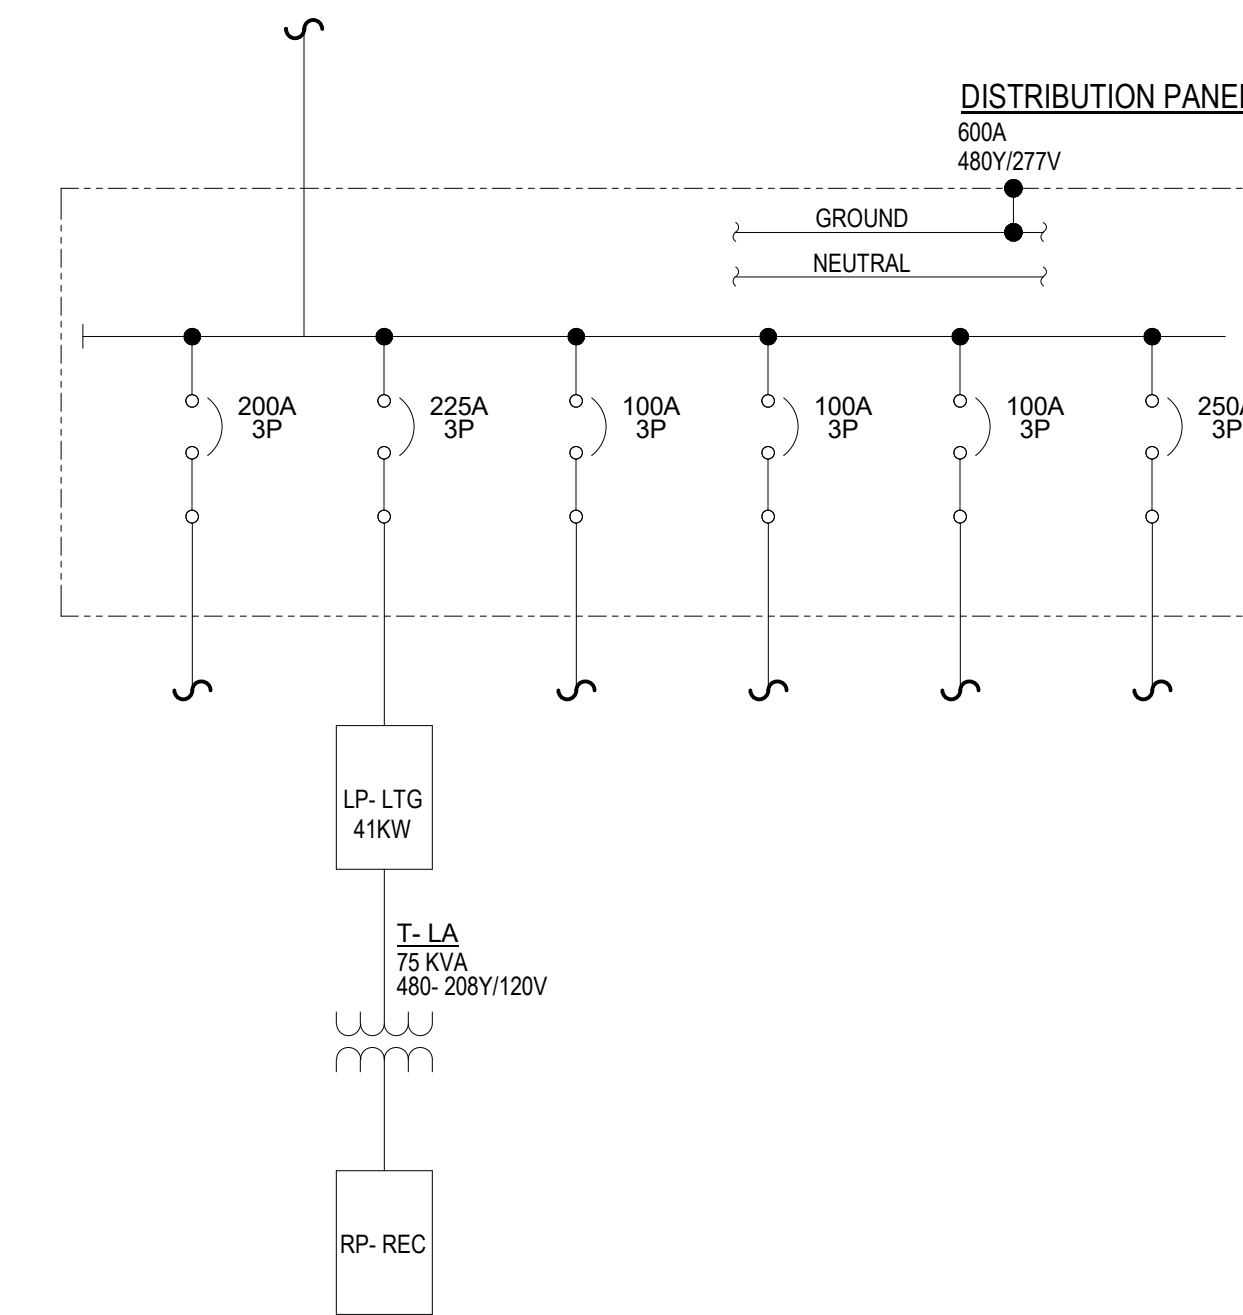 DISTRIBUTION PANEL
600A
480Y/277V
GROUND
NEUTRAL
200A
3P
225A
3P
100A
3P
100A
3P
100A
3P
250A
3P
LP- LTG
41KW
T- LA
75 KVA
480- 208Y/120V
RP- REC